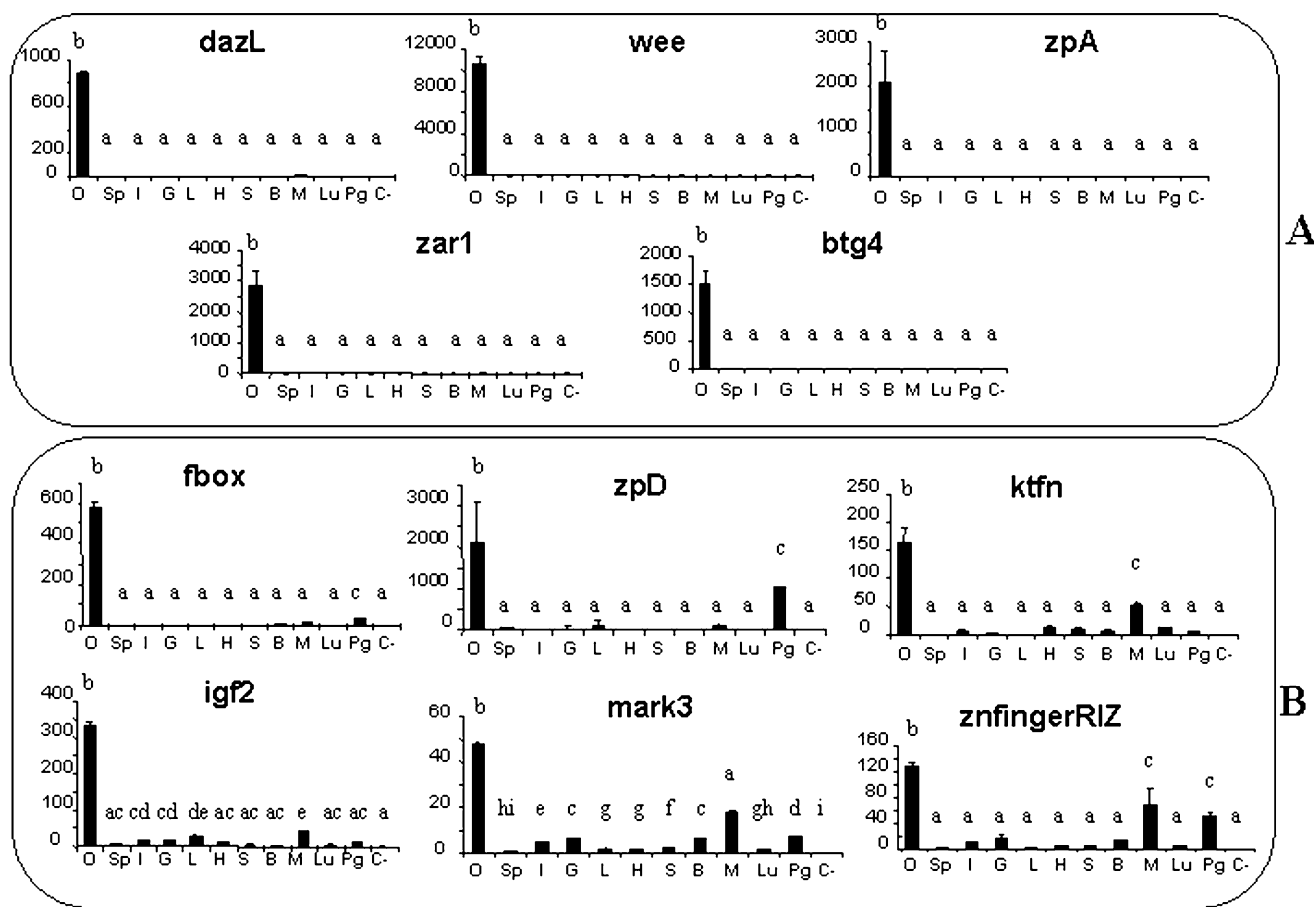 b b b
dazL wee zpA
1000 12000 3000
600 8000 2000
200 4000 1000
0 0 0
a a a a a a a a a a a a a a a a a a a a a a a a a a a a a a a a a
O Sp I G L H S B M Lu Pg C- O Sp I G L H S B M Lu Pg C- O Sp I G L H S B M Lu Pg C-
b zar1 b btg4
4000 2000
3000 1500
2000 1000
1000 500
0 0
a a a a a a a a a a a a a a a a a a a a a a
O Sp I G L H S B M Lu Pg C- O Sp I G L H S B M Lu Pg C-
A
b fbox b zpD b ktfn
600 3000 250
400 2000 200
200 1000 150
0 0 100
50
0
a a a a a a a a c a a a a a a a a a c a a a a a a a a c a a a
O Sp I G L H S B M Lu Pg C- O Sp I G L H S B M Lu Pg C- O Sp I G L H S B M Lu Pg C-
b igf2 b mark3 b znfingerRIZ
400 60 160
300 40 120
200 20 80
100 0 40
0 0
ac cd cd de ac ac ac e ac ac a hi e c g g f c a gh d i a a a a a a a c a c a
O Sp I G L H S B M Lu Pg C- O Sp I G L H S B M Lu Pg C- O Sp I G L H S B M Lu Pg C-
B